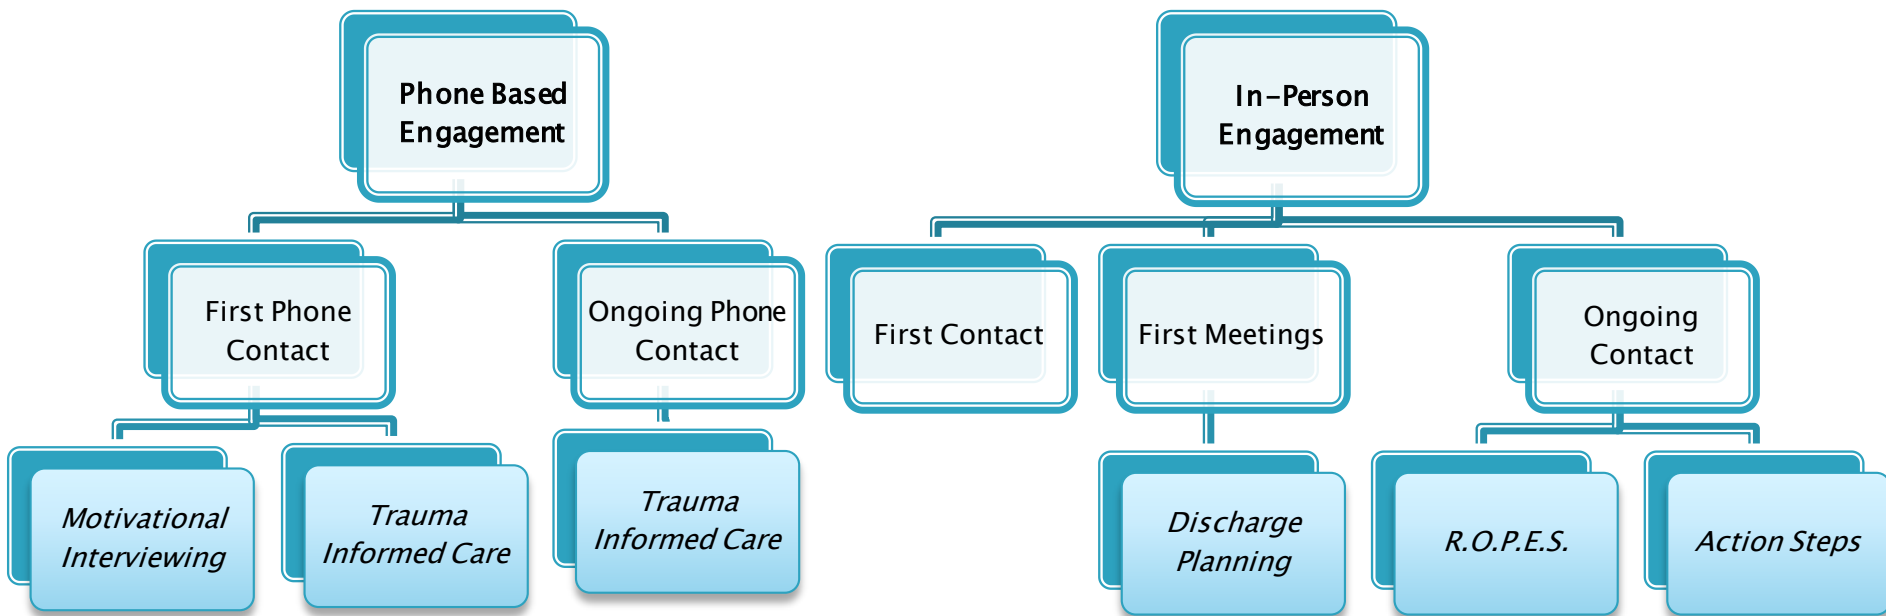 Phone Based
Engagement
In-Person
Engagement
First Phone
Contact
Ongoing Phone
Contact
First Contact
First Meetings
Ongoing
Contact
Motivational
Interviewing
Trauma
Informed Care
Trauma
Informed Care
Discharge
Planning
R.O.P.E.S.
Action Steps